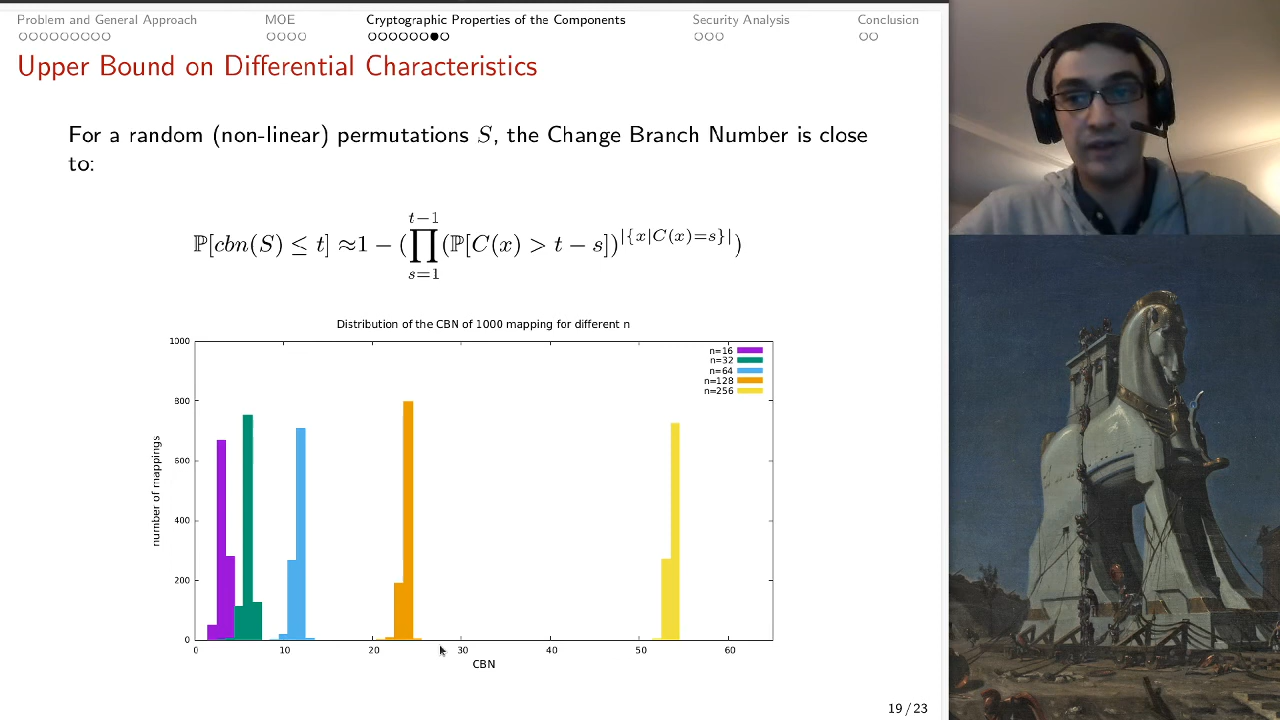 Problem and General Approach MOE Cryptographic Properties of the Components Security Analysis Conclusion
Upper Bound on Differential Characteristics
For a random (non-linear) permutations S, the Change Branch Number is close
to:
ℙ[cbn(S) ≤ t] ≈1 − (∏_{s=1}^{t−1}(ℙ[C(x) > t − s])^{|{x|C(x)=s}|})
Distribution of the CBN of 1000 mapping for different n
n=16
n=32
n=64
n=128
n=256
number of mappings
1000
800
600
400
200
0
0 10 20 30 40 50 60
CBN
19 / 23